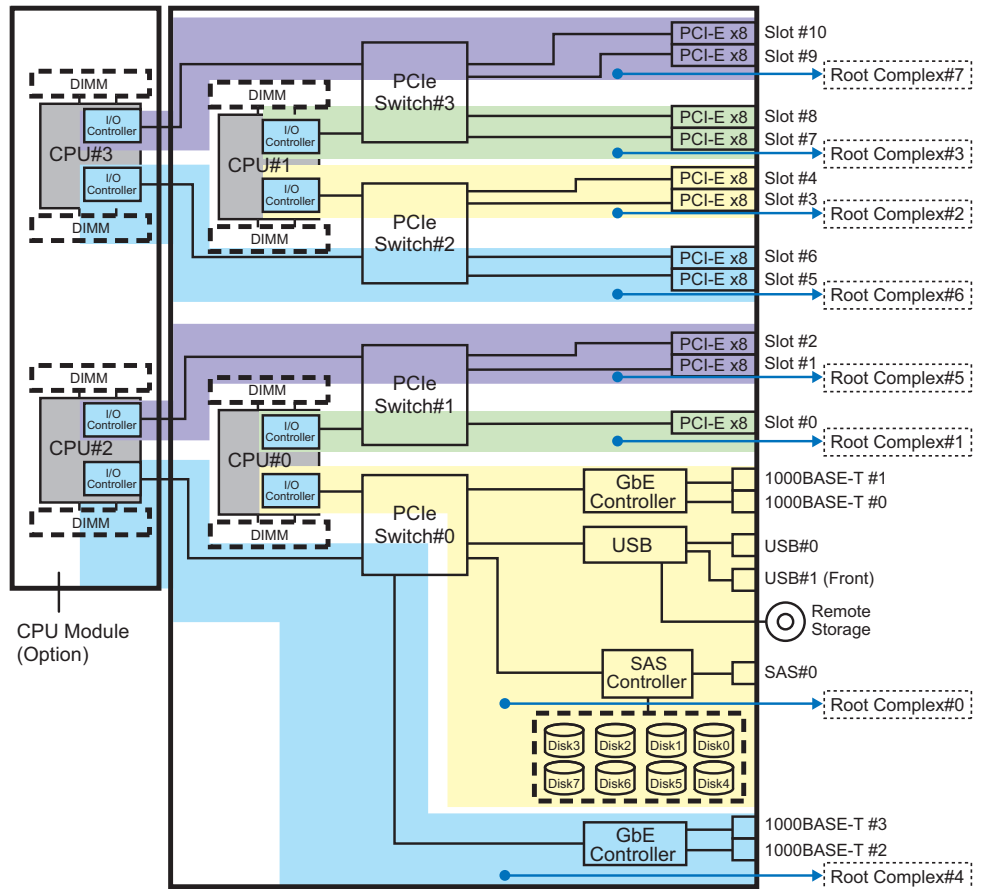 PCI-E x8 Slot #10
PCI-E x8 Slot #9
Root Complex#7
PCIe
Switch#3
DIMM
I/O
Controller
CPU#3
I/O
Controller
DIMM
DIMM
I/O
Controller
CPU#1
I/O
Controller
DIMM
PCI-E x8 Slot #8
PCI-E x8 Slot #7
Root Complex#3
PCI-E x8 Slot #4
PCI-E x8 Slot #3
Root Complex#2
PCIe
Switch#2
PCI-E x8 Slot #6
PCI-E x8 Slot #5
Root Complex#6
PCI-E x8 Slot #2
PCI-E x8 Slot #1
Root Complex#5
PCIe
Switch#1
DIMM
I/O
Controller
CPU#2
I/O
Controller
DIMM
DIMM
I/O
Controller
CPU#0
I/O
Controller
DIMM
PCI-E x8 Slot #0
Root Complex#1
PCIe
Switch#0
GbE
Controller
1000BASE-T #1
1000BASE-T #0
USB
USB#0
USB#1 (Front)
Remote
Storage
CPU Module
(Option)
SAS
Controller
SAS#0
Root Complex#0
Disk3 Disk2 Disk1 Disk0
Disk7 Disk6 Disk5 Disk4
GbE
Controller
1000BASE-T #3
1000BASE-T #2
Root Complex#4